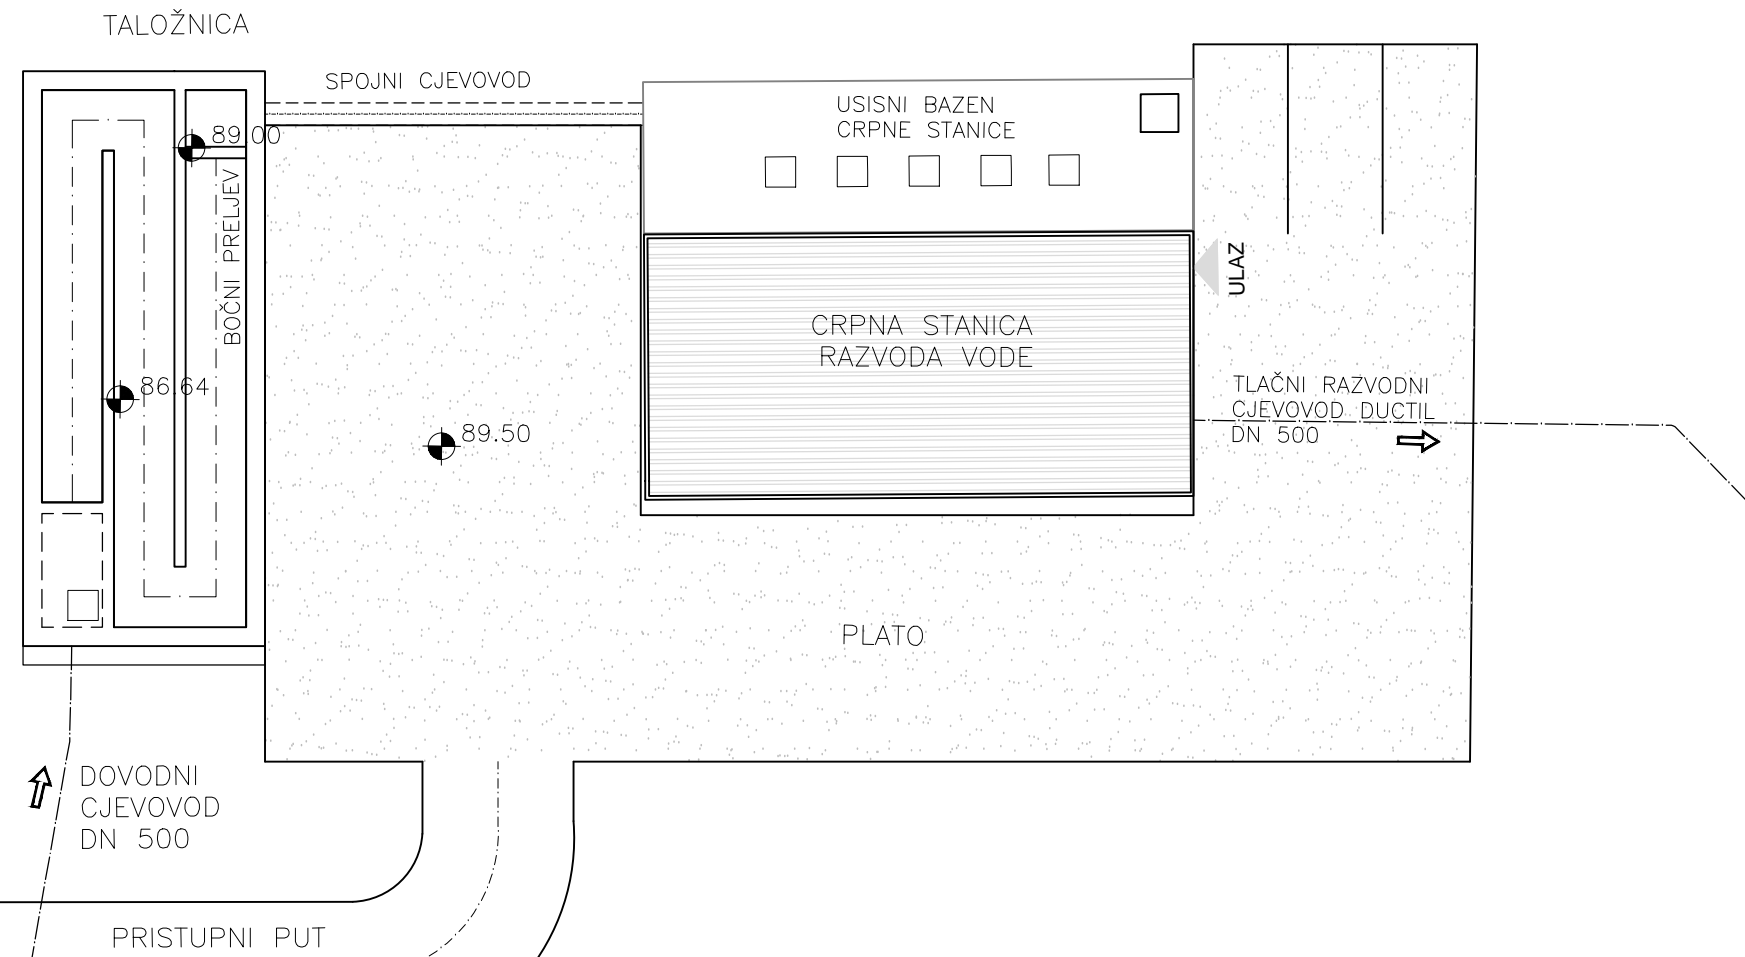 TALOŽNICA
SPOJNI CJEVOVOD
USISNI BAZEN
CRPNE STANICE
89.00
BOČNI PRELJEV
ULAZ
CRPNA STANICA
RAZVODA VODE
86.64
TLAČNI RAZVODNI
CJEVOVOD DUCTIL
DN 500
89.50
PLATO
DOVODNI
CJEVOVOD
DN 500
PRISTUPNI PUT